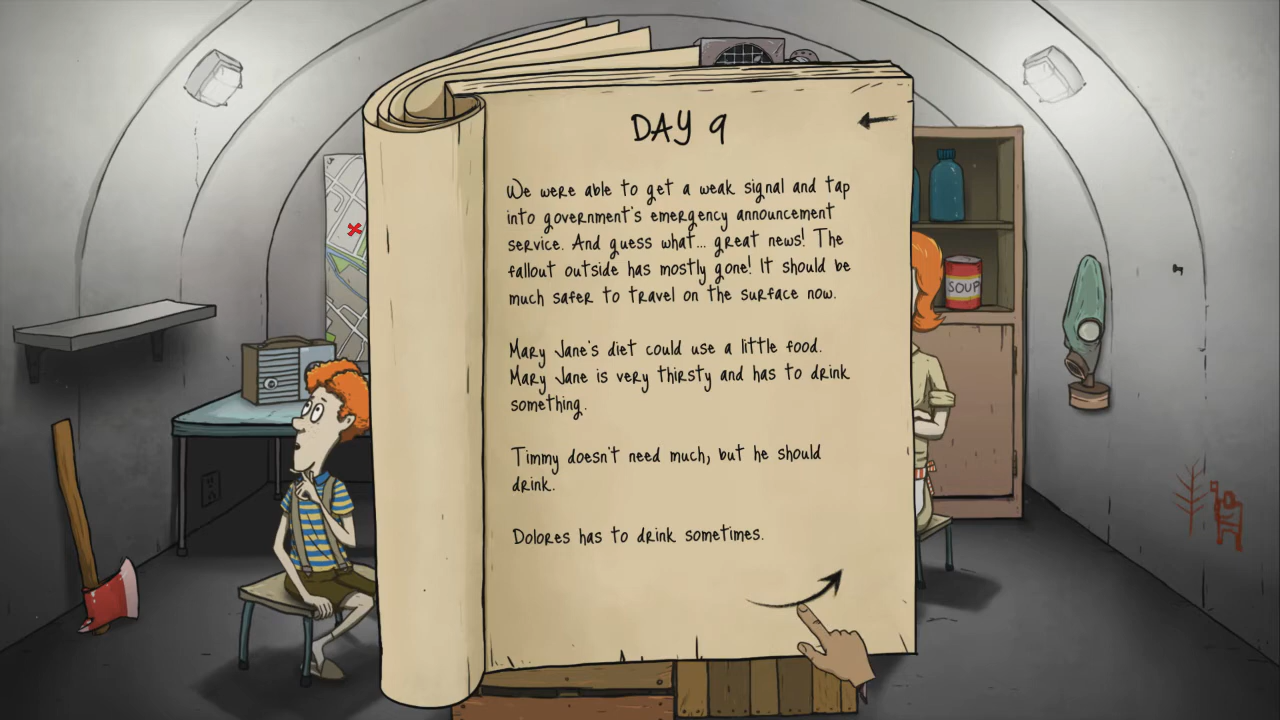 DAY 9
We were able to get a weak signal and tap
into government's emergency announcement
service. And guess what... great news! The
fallout outside has mostly gone! It should be
much safer to travel on the surface now.
Mary Jane's diet could use a little food.
Mary Jane is very thirsty and has to drink
something.
Timmy doesn't need much, but he should
drink.
Dolores has to drink sometimes.
SOUP